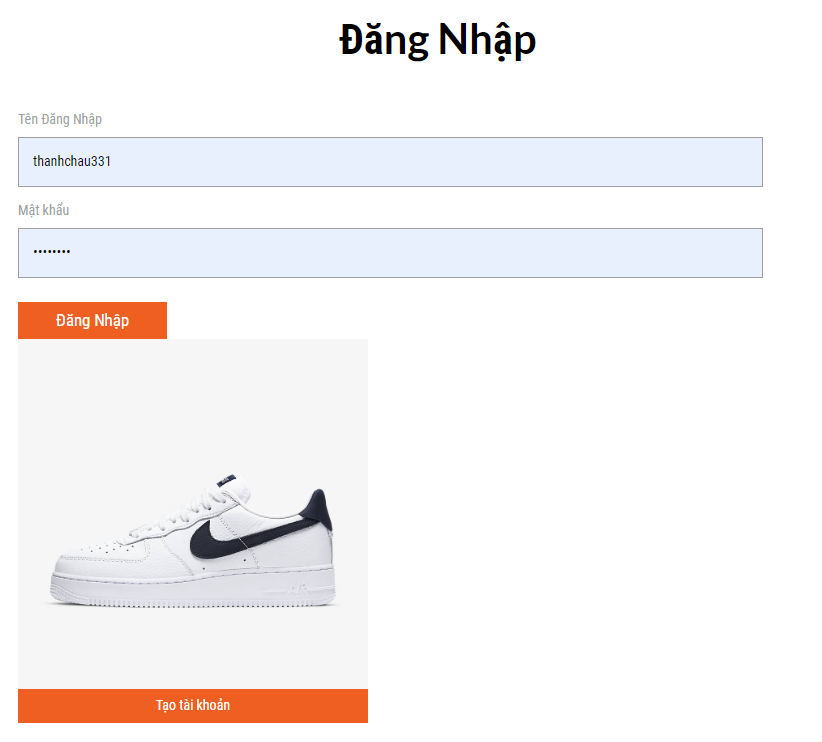 Đăng Nhập
Tên Đăng Nhập
thanhchau331
Mật khẩu
••••••••
Đăng Nhập
Tạo tài khoản